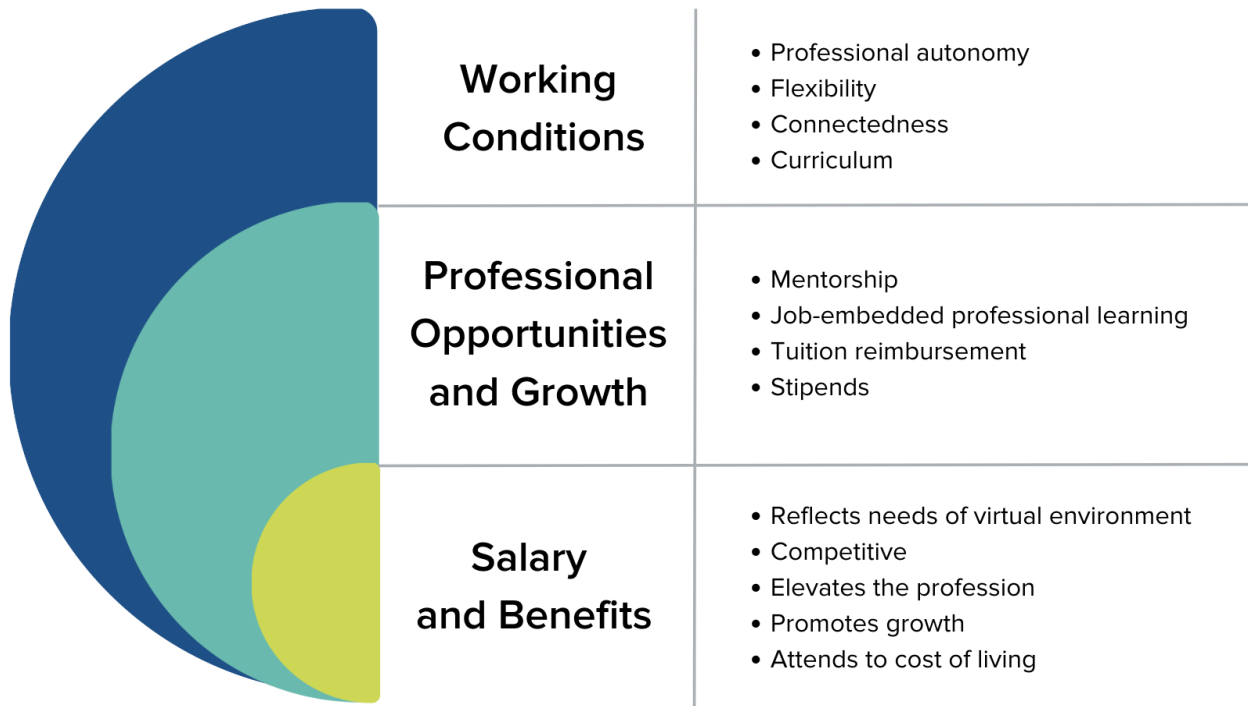 Working
Conditions
• Professional autonomy
• Flexibility
• Connectedness
• Curriculum
Professional
Opportunities
and Growth
• Mentorship
• Job-embedded professional learning
• Tuition reimbursement
• Stipends
Salary
and Benefits
• Reflects needs of virtual environment
• Competitive
• Elevates the profession
• Promotes growth
• Attends to cost of living